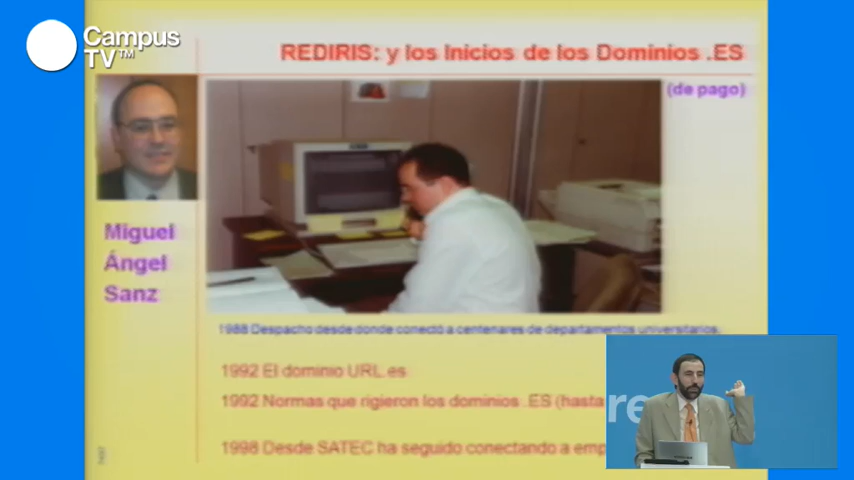 Campus
TV™
REDIRIS: y los Inicios de los Dominios .ES
(de pago)
Miguel
Ángel
Sanz
1988 Despacho desde donde conectó a centenares de departamentos universitarios.
1992 El dominio URL.es
1992 Normas que rigieron los dominios .ES (hasta
re
1998 Desde SATEC ha seguido conectando a emp